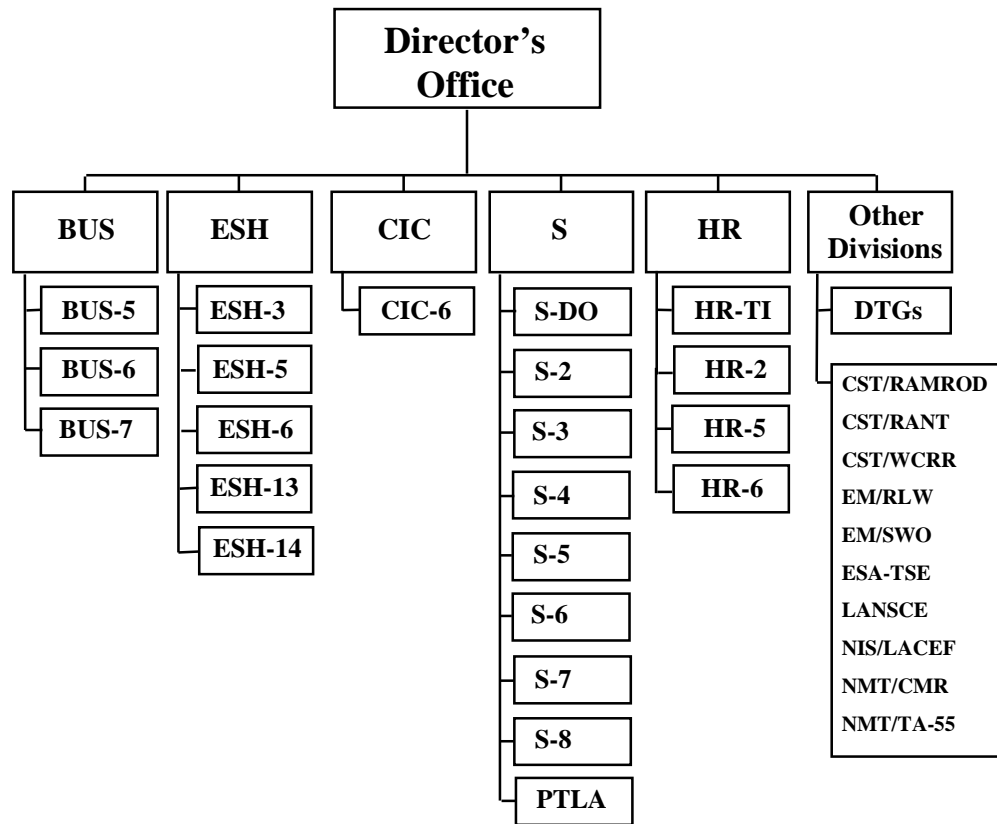 Director’s
Office
BUS
ESH
CIC
S
HR
Other
Divisions
BUS-5
BUS-6
BUS-7
ESH-3
ESH-5
ESH-6
ESH-13
ESH-14
CIC-6
S-DO
S-2
S-3
S-4
S-5
S-6
S-7
S-8
PTLA
HR-TI
HR-2
HR-5
HR-6
DTGs
CST/RAMROD
CST/RANT
CST/WCRR
EM/RLW
EM/SWO
ESA-TSE
LANSCE
NIS/LACEF
NMT/CMR
NMT/TA-55